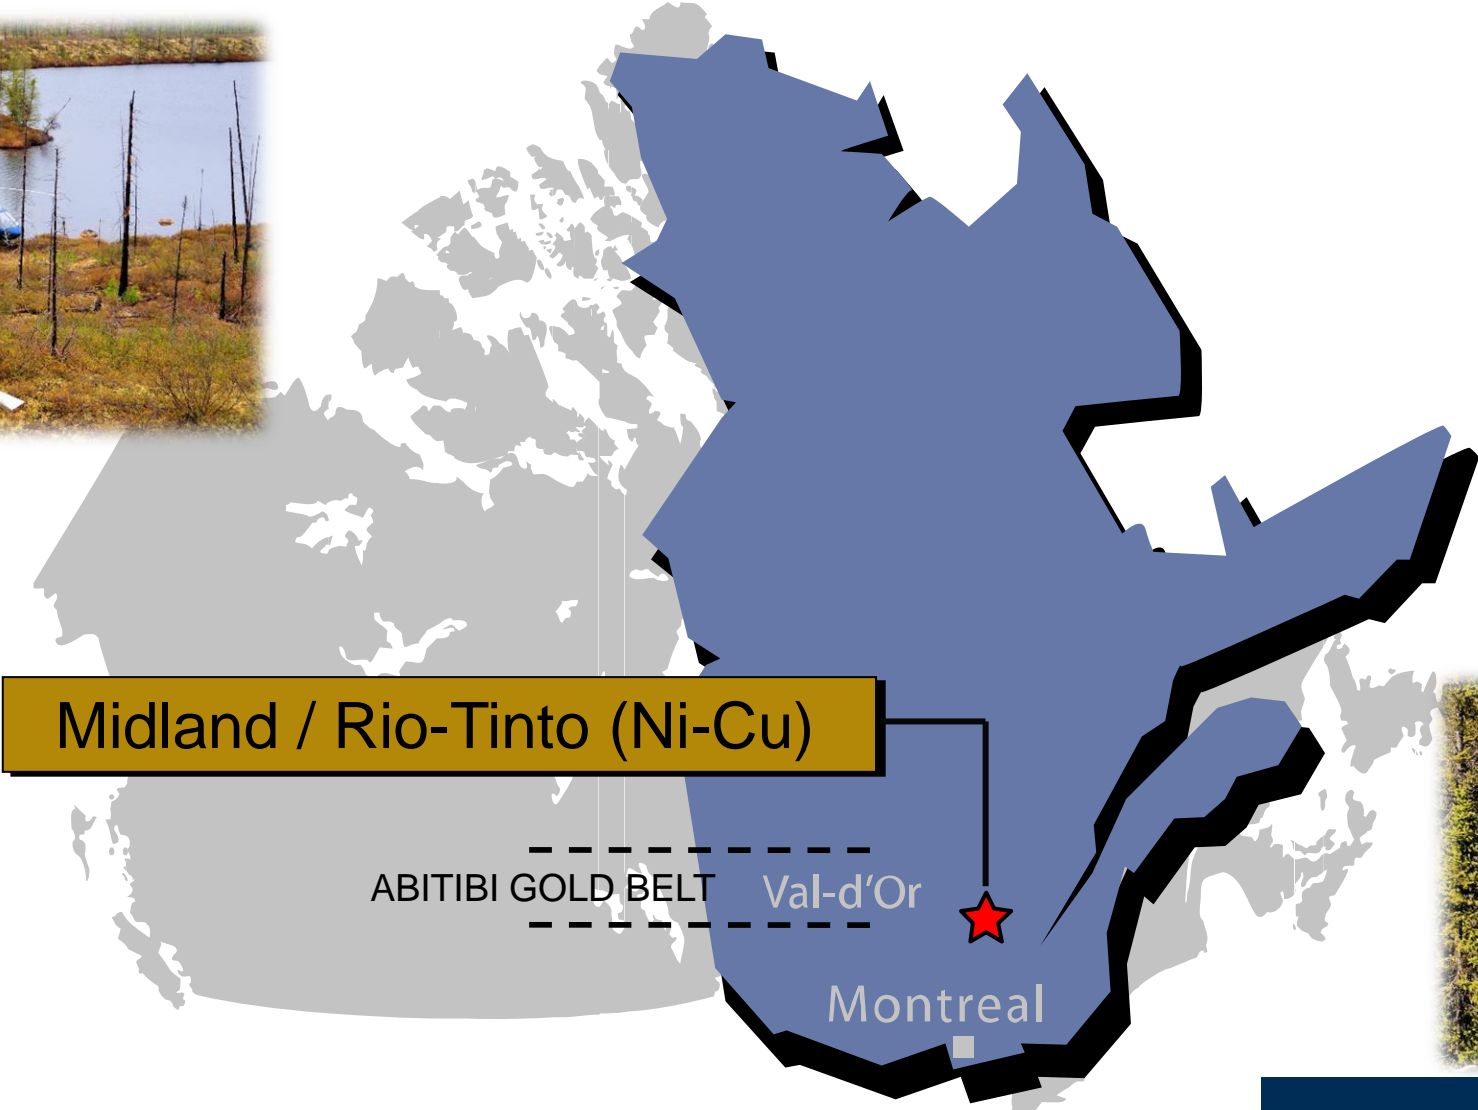 Midland / Rio-Tinto (Ni-Cu)
ABITIBI GOLD BELT
Val-d'Or
Montreal